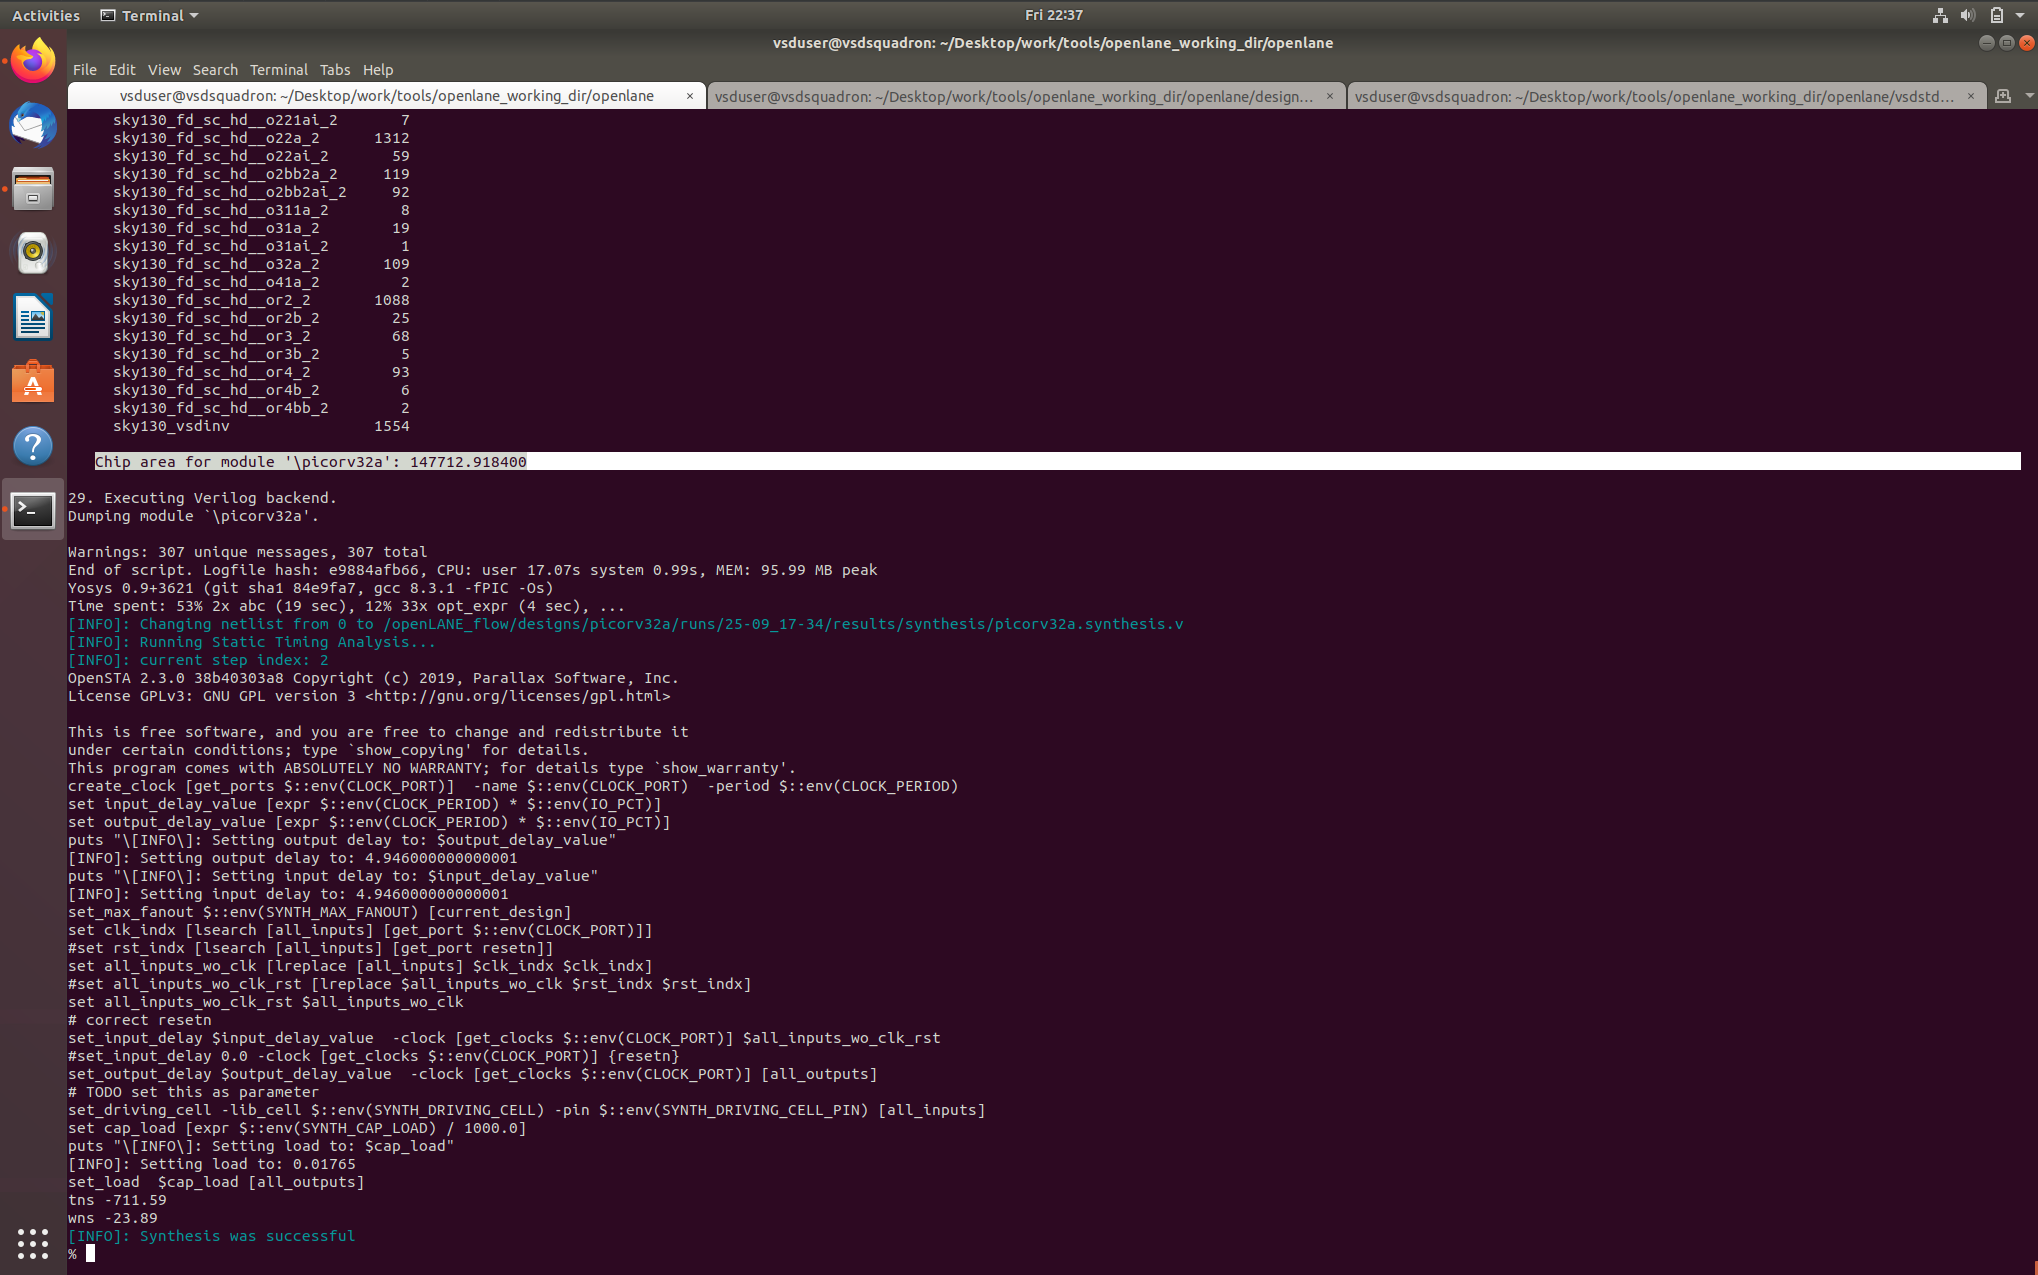 Activities
Terminal
Fri 22:37
vsduser@vsdsquadron: ~/Desktop/work/tools/openlane_working_dir/openlane
File Edit View Search Terminal Tabs Help
vsduser@vsdsquadron: ~/Desktop/work/tools/openlane_working_dir/openlane ×
vsduser@vsdsquadron: ~/Desktop/work/tools/openlane_working_dir/openlane/design... ×
vsduser@vsdsquadron: ~/Desktop/work/tools/openlane_working_dir/openlane/vsdstd... ×
sky130_fd_sc_hd__o221ai_2 7
sky130_fd_sc_hd__o22a_2 1312
sky130_fd_sc_hd__o22ai_2 59
sky130_fd_sc_hd__o2bb2a_2 119
sky130_fd_sc_hd__o2bb2ai_2 92
sky130_fd_sc_hd__o311a_2 8
sky130_fd_sc_hd__o31a_2 19
sky130_fd_sc_hd__o31ai_2 1
sky130_fd_sc_hd__o32a_2 109
sky130_fd_sc_hd__o41a_2 2
sky130_fd_sc_hd__or2_2 1088
sky130_fd_sc_hd__or2b_2 25
sky130_fd_sc_hd__or3_2 68
sky130_fd_sc_hd__or3b_2 5
sky130_fd_sc_hd__or4_2 93
sky130_fd_sc_hd__or4b_2 6
sky130_fd_sc_hd__or4bb_2 2
sky130_vsdinv 1554
Chip area for module '\picorv32a': 147712.918400
29. Executing Verilog backend.
Dumping module `\picorv32a'.
Warnings: 307 unique messages, 307 total
End of script. Logfile hash: e9884afb66, CPU: user 17.07s system 0.99s, MEM: 95.99 MB peak
Yosys 0.9+3621 (git sha1 84e9fa7, gcc 8.3.1 -fPIC -Os)
Time spent: 53% 2x abc (19 sec), 12% 33x opt_expr (4 sec), ...
[INFO]: Changing netlist from 0 to /openLANE_flow/designs/picorv32a/runs/25-09_17-34/results/synthesis/picorv32a.synthesis.v
[INFO]: Running Static Timing Analysis...
[INFO]: current step index: 2
OpenSTA 2.3.0 38b40303a8 Copyright (c) 2019, Parallax Software, Inc.
License GPLv3: GNU GPL version 3 <http://gnu.org/licenses/gpl.html>
This is free software, and you are free to change and redistribute it
under certain conditions; type `show_copying' for details.
This program comes with ABSOLUTELY NO WARRANTY; for details type `show_warranty'.
create_clock [get_ports $::env(CLOCK_PORT)]  -name $::env(CLOCK_PORT)  -period $::env(CLOCK_PERIOD)
set input_delay_value [expr $::env(CLOCK_PERIOD) * $::env(IO_PCT)]
set output_delay_value [expr $::env(CLOCK_PERIOD) * $::env(IO_PCT)]
puts "\[INFO\]: Setting output delay to: $output_delay_value"
[INFO]: Setting output delay to: 4.946000000000001
puts "\[INFO\]: Setting input delay to: $input_delay_value"
[INFO]: Setting input delay to: 4.946000000000001
set_max_fanout $::env(SYNTH_MAX_FANOUT) [current_design]
set clk_indx [lsearch [all_inputs] [get_port $::env(CLOCK_PORT)]]
#set rst_indx [lsearch [all_inputs] [get_port resetn]]
set all_inputs_wo_clk [lreplace [all_inputs] $clk_indx $clk_indx]
#set all_inputs_wo_clk_rst [lreplace $all_inputs_wo_clk $rst_indx $rst_indx]
set all_inputs_wo_clk_rst $all_inputs_wo_clk
# correct resetn
set_input_delay $input_delay_value  -clock [get_clocks $::env(CLOCK_PORT)] $all_inputs_wo_clk_rst
#set_input_delay 0.0 -clock [get_clocks $::env(CLOCK_PORT)] {resetn}
set_output_delay $output_delay_value  -clock [get_clocks $::env(CLOCK_PORT)] [all_outputs]
# TODO set this as parameter
set_driving_cell -lib_cell $::env(SYNTH_DRIVING_CELL) -pin $::env(SYNTH_DRIVING_CELL_PIN) [all_inputs]
set cap_load [expr $::env(SYNTH_CAP_LOAD) / 1000.0]
puts "\[INFO\]: Setting load to: $cap_load"
[INFO]: Setting load to: 0.01765
set_load  $cap_load [all_outputs]
tns -711.59
wns -23.89
[INFO]: Synthesis was successful
%